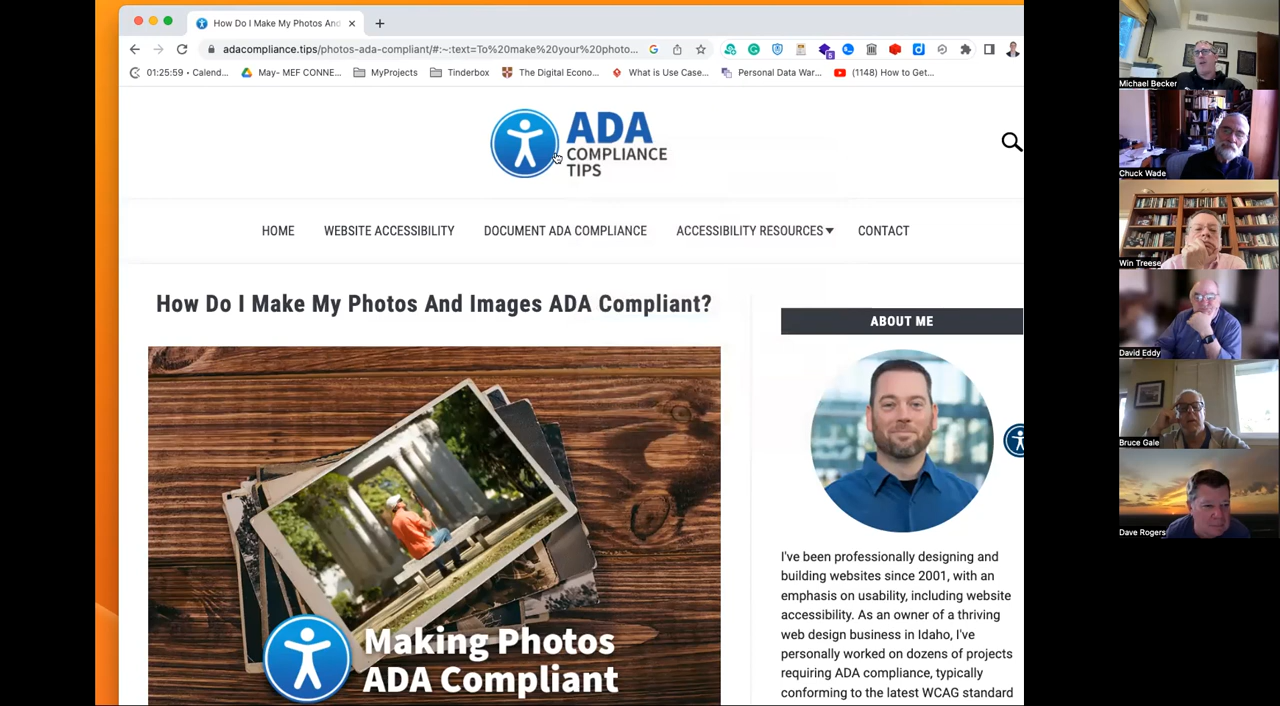 How Do I Make My Photos And
adacompliance.tips/photos-ada-compliant/#:~:text=To%20make%20your%20photo...
5
01:25:59 • Calend...
May- MEF CONNE...
MyProjects
Tinderbox
The Digital Econo...
What is Use Case...
Personal Data War...
(1148) How to Get...
ADA
COMPLIANCE
TIPS
HOME
WEBSITE ACCESSIBILITY
DOCUMENT ADA COMPLIANCE
ACCESSIBILITY RESOURCES
CONTACT
How Do I Make My Photos And Images ADA Compliant?
Making Photos
ADA Compliant
ABOUT ME
I've been professionally designing and
building websites since 2001, with an
emphasis on usability, including website
accessibility. As an owner of a thriving
web design business in Idaho, I've
personally worked on dozens of projects
requiring ADA compliance, typically
conforming to the latest WCAG standard
Michael Becker
Chuck Wade
Win Treese
David Eddy
Bruce Gale
Dave Rogers